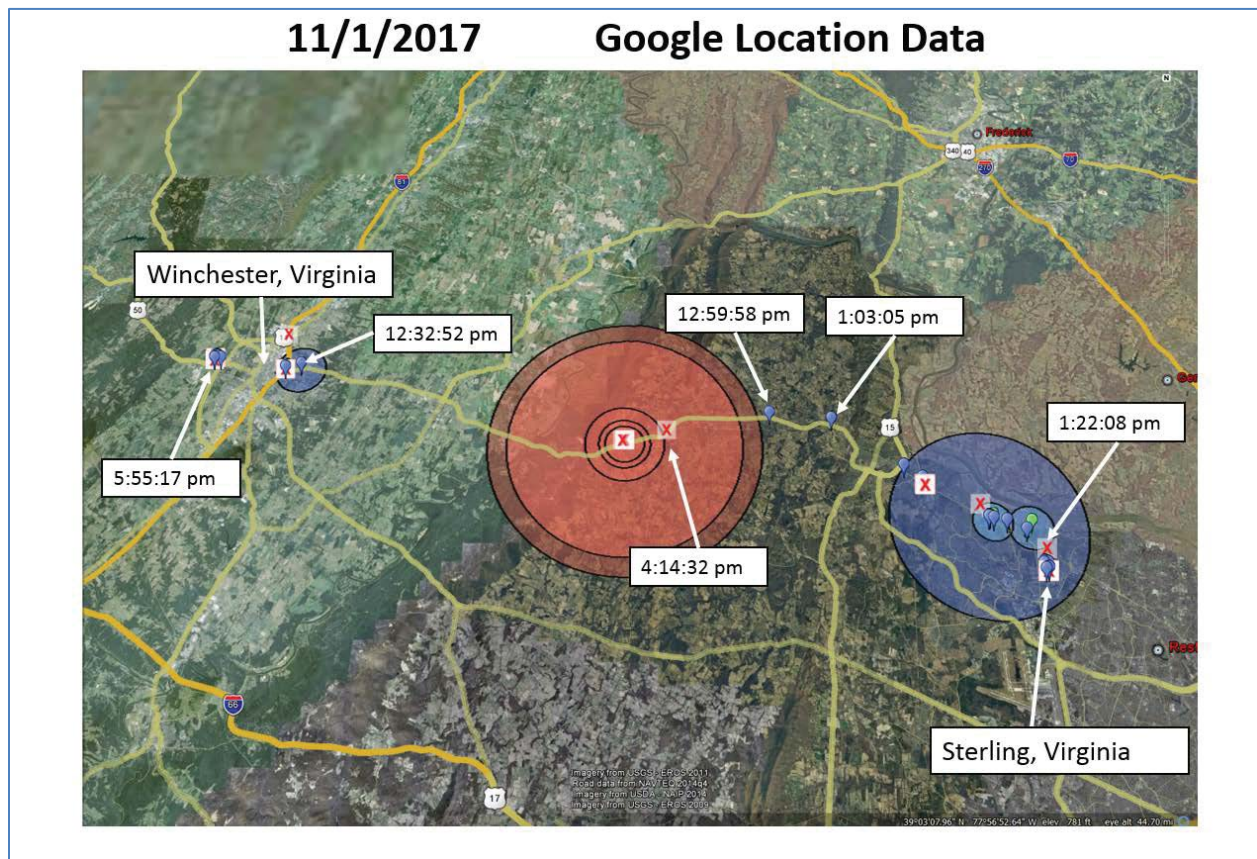 11/1/2017 Google Location Data
N
Frederick
340
40
70
270
81
Winchester, Virginia
50
12:32:52 pm
12:59:58 pm
1:03:05 pm
X
X
X
X
15
1:22:08 pm
5:55:17 pm
X
X
X
4:14:32 pm
66
Sterling, Virginia
17
Imagery from USGS - EROS 2011
Road data from NAVTEQ 2014q4
Imagery from USDA - NAIP 2014
Imagery from USGS - EROS 2009
39°03'07.96" N 77°56'52.64" W elev. 781 ft eye alt 44.70 mi